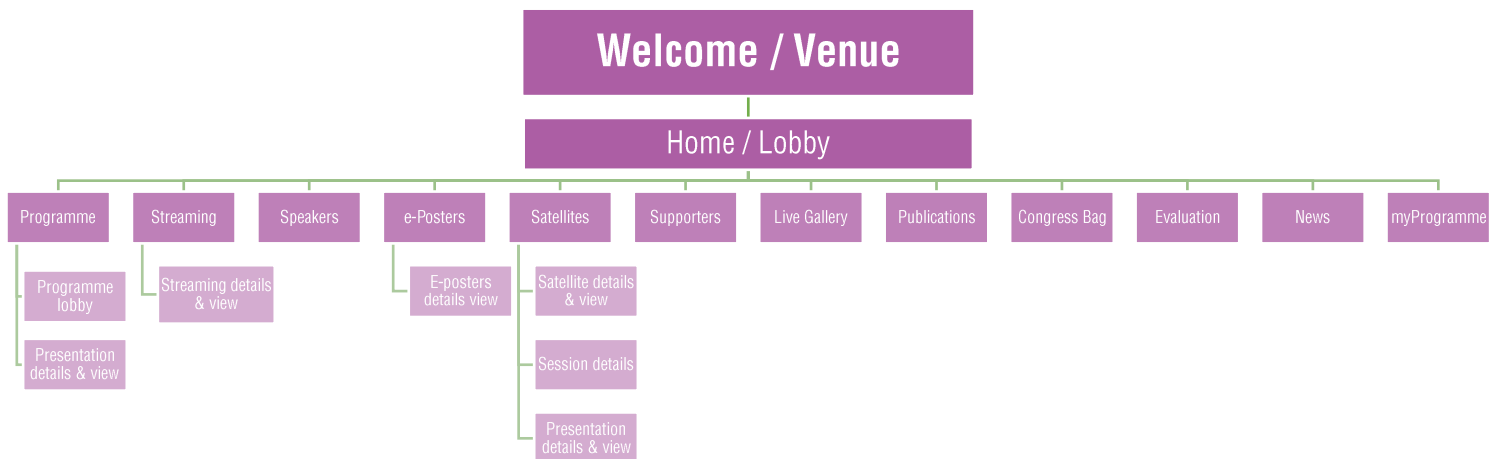 Welcome / Venue
Home / Lobby
Programme
Streaming
Speakers
e-Posters
Satellites
Supporters
Live Gallery
Publications
Congress Bag
Evaluation
News
myProgramme
Programme
lobby
Presentation
details & view
Streaming details
& view
E-posters
details view
Satellite details
& view
Session details
Presentation
details & view